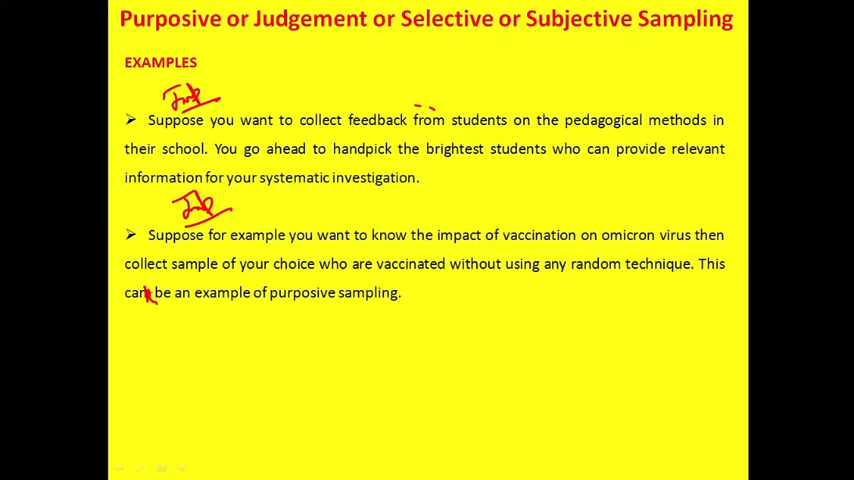 Purposive or Judgement or Selective or Subjective Sampling
EXAMPLES
Imp
➢ Suppose you want to collect feedback from students on the pedagogical methods in
their school. You go ahead to handpick the brightest students who can provide relevant
information for your systematic investigation.
Imp
➢ Suppose for example you want to know the impact of vaccination on omicron virus then
collect sample of your choice who are vaccinated without using any random technique. This
can be an example of purposive sampling.